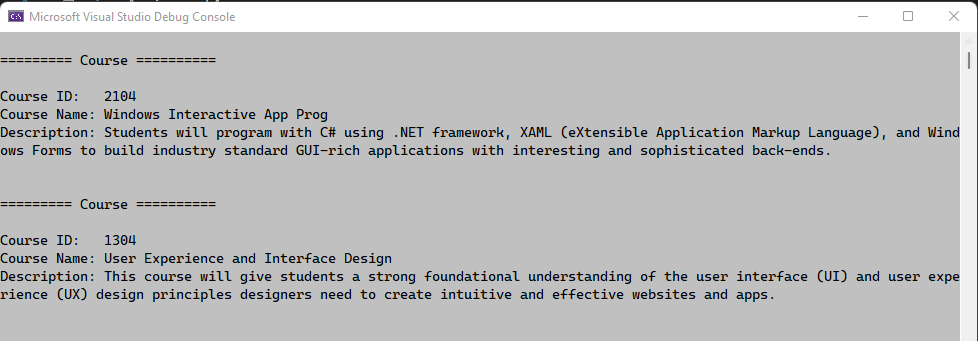 Microsoft Visual Studio Debug Console
========= Course ==========
Course ID:   2104
Course Name: Windows Interactive App Prog
Description: Students will program with C# using .NET framework, XAML (eXtensible Application Markup Language), and Wind
ows Forms to build industry standard GUI-rich applications with interesting and sophisticated back-ends.
========= Course ==========
Course ID:   1304
Course Name: User Experience and Interface Design
Description: This course will give students a strong foundational understanding of the user interface (UI) and user expe
rience (UX) design principles designers need to create intuitive and effective websites and apps.